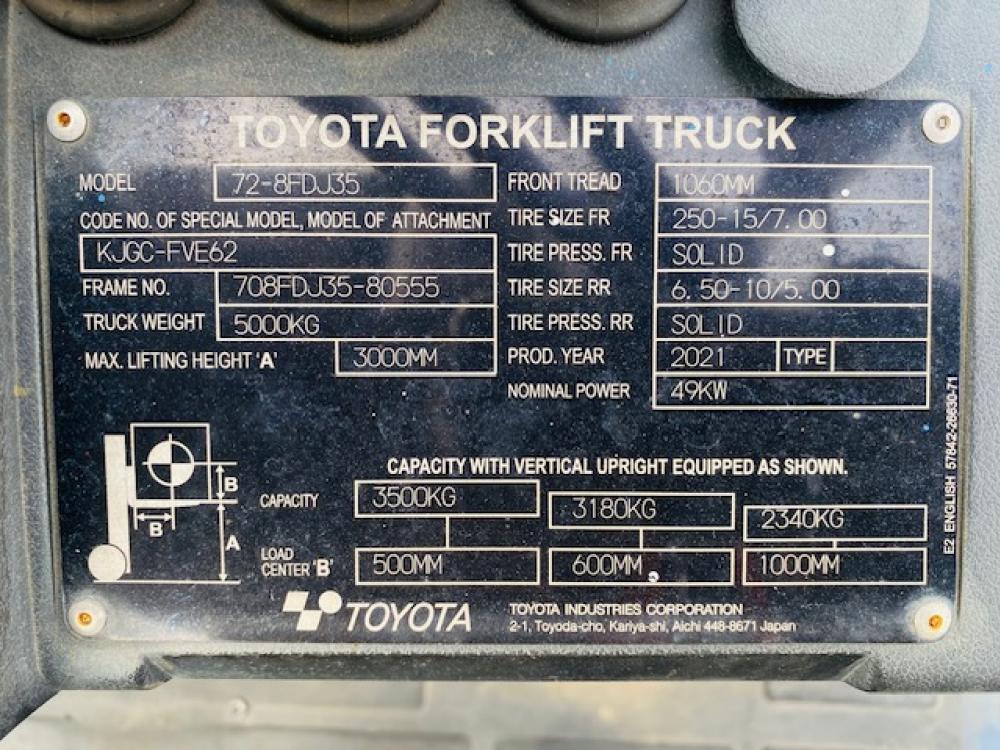 TOYOTA FORKLIFT TRUCK
MODEL 72-8FDJ35
CODE NO. OF SPECIAL MODEL, MODEL OF ATTACHMENT
KJGC-FVE62
FRAME NO. 708FDJ35-80555
TRUCK WEIGHT 5000KG
MAX. LIFTING HEIGHT 'A' 3000MM
FRONT TREAD 1060MM
TIRE SIZE FR 250-15/7.00
TIRE PRESS. FR SOLID
TIRE SIZE RR 6.50-10/5.00
TIRE PRESS. RR SOLID
PROD. YEAR 2021 TYPE
NOMINAL POWER 49KW
B
B
A
CAPACITY WITH VERTICAL UPRIGHT EQUIPPED AS SHOWN.
CAPACITY 3500KG 3180KG 2340KG
LOAD
CENTER 'B' 500MM 600MM 1000MM
TOYOTA
TOYOTA INDUSTRIES CORPORATION
2-1, Toyoda-cho, Kariya-shi, Aichi 448-8671 Japan
E2 ENGLISH 57842-26630-71